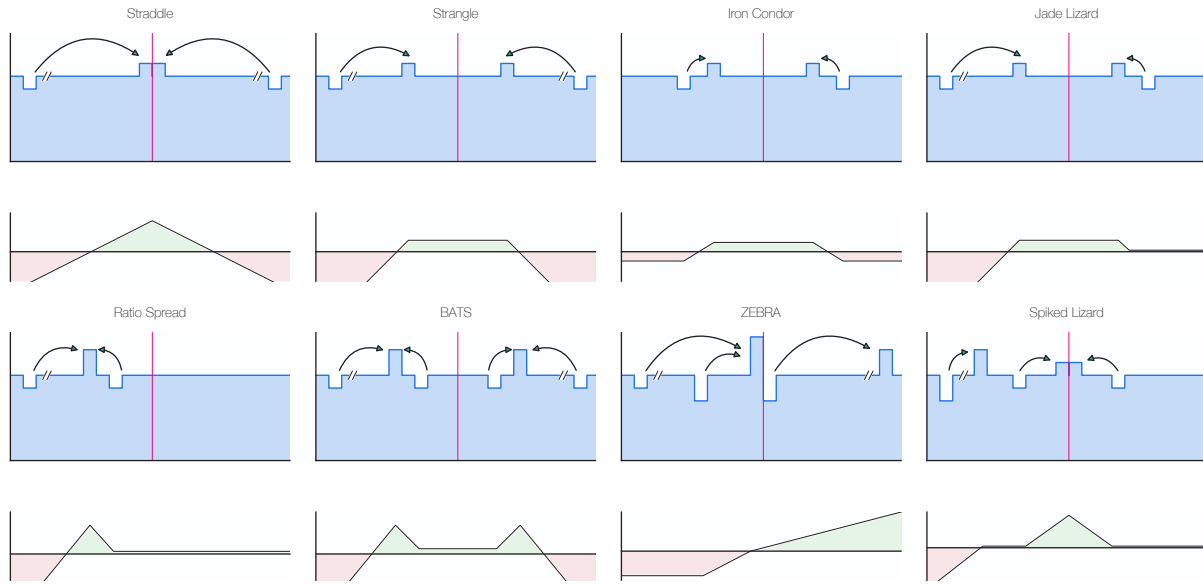 Straddle
Strangle
Iron Condor
Jade Lizard
Ratio Spread
BATS
ZEBRA
Spiked Lizard